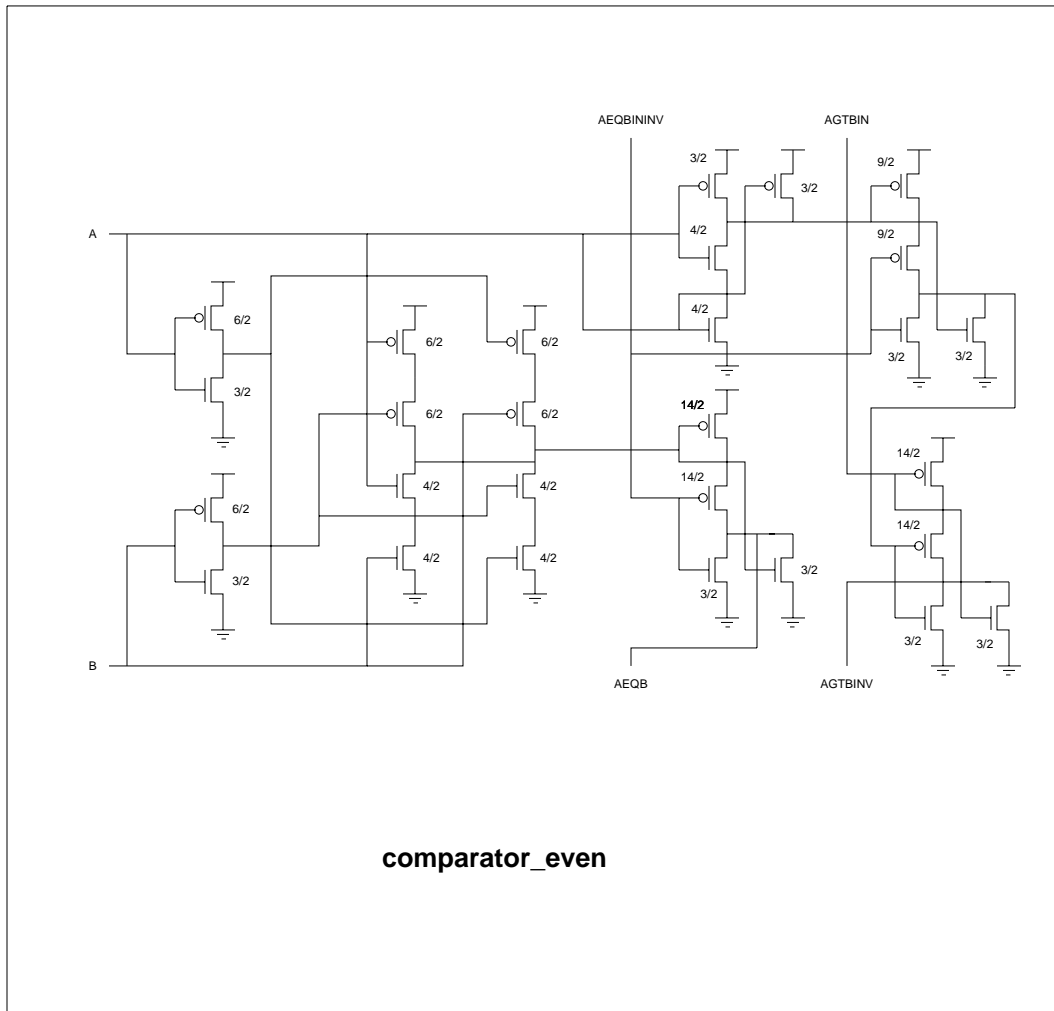 AEQBININV AGTBIN
3/2 9/2
3/2
A
4/2 9/2
4/2
6/2 6/2 6/2
3/2 3/2
3/2
14/2
6/2 6/2
14/2
14/2
4/2 4/2
6/2
14/2
4/2 4/2
3/2
3/2 3/2
3/2 3/2
B
AEQB AGTBINV
comparator_even